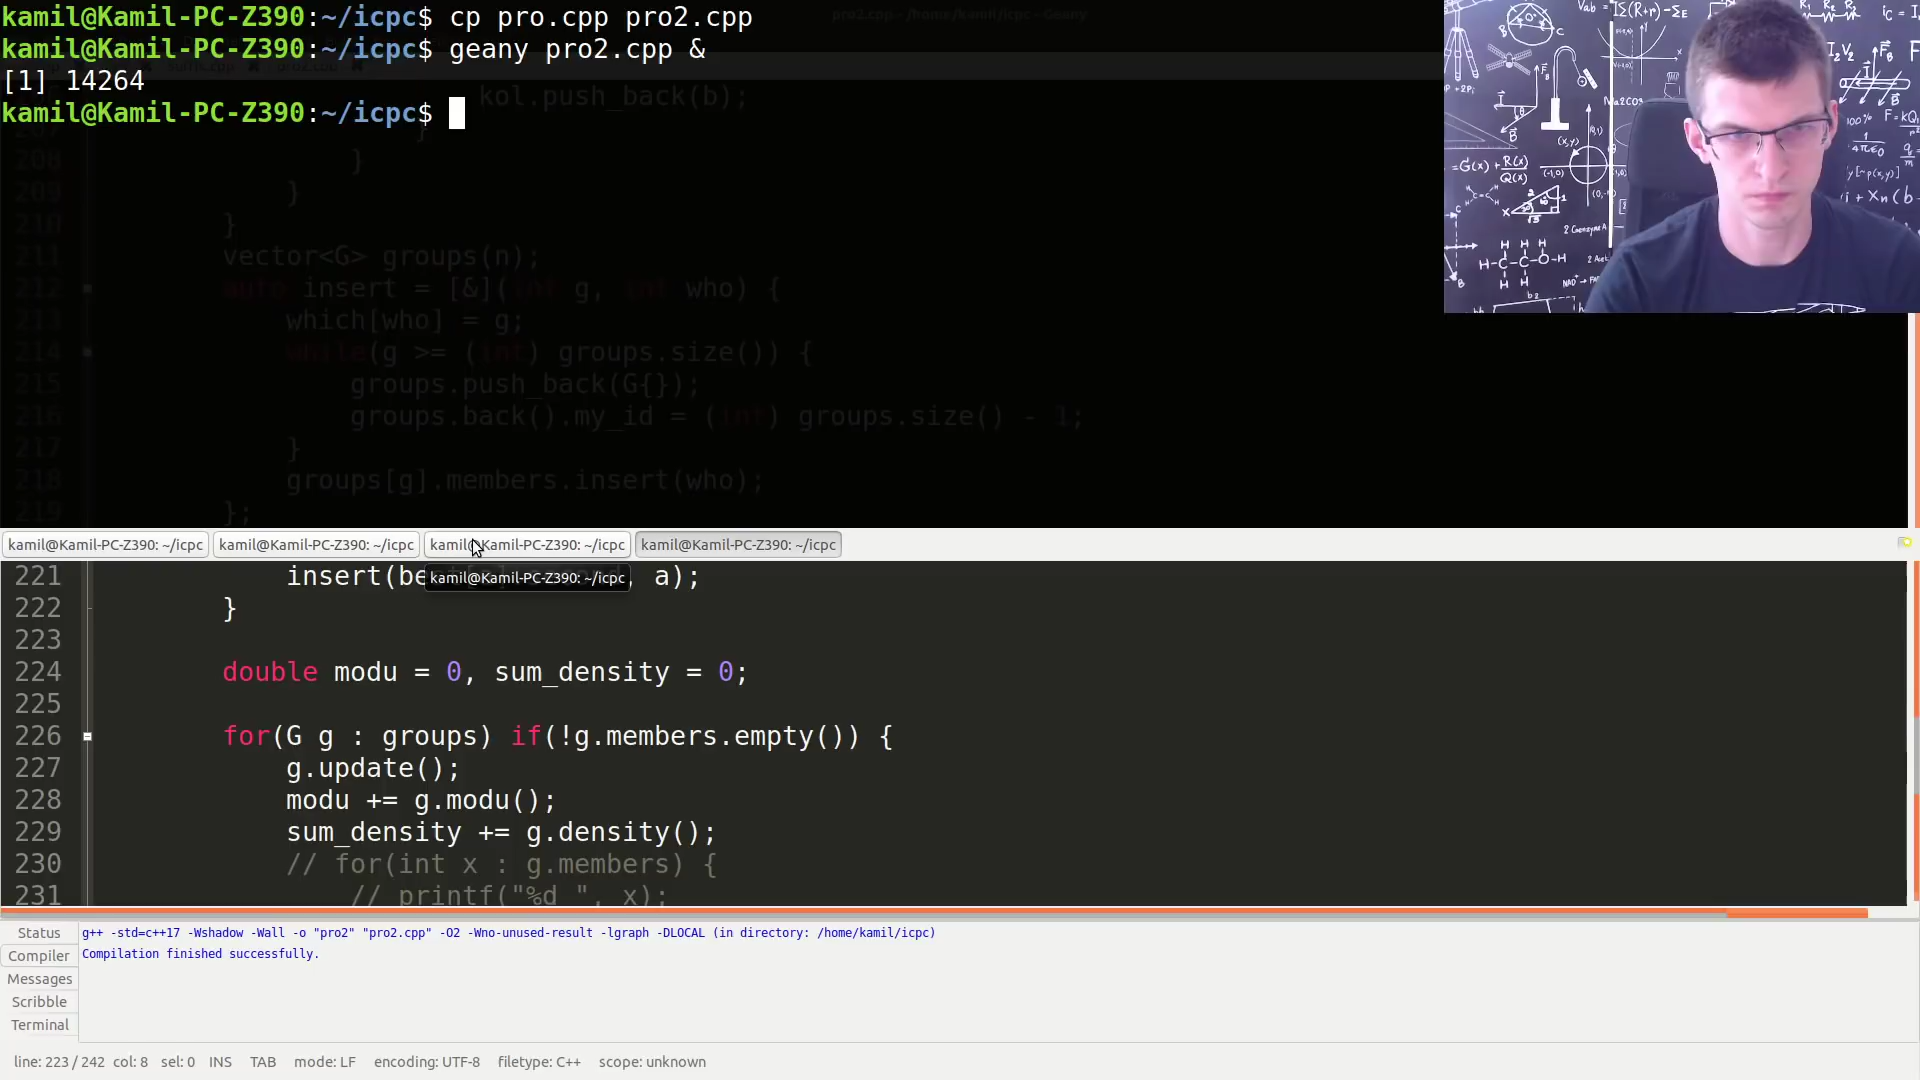 pro2.cpp - /home/kamil/icpc - Geany
kamil@Kamil-PC-Z390:~/icpc$ cp pro.cpp pro2.cpp
kamil@Kamil-PC-Z390:~/icpc$ geany pro2.cpp &
[1] 14264
kamil@Kamil-PC-Z390:~/icpc$
kol.push_back(b);
207 }
208 }
209 }
210 }
211 vector<G> groups(n);
212 auto insert = [&](int g, int who) {
213 which[who] = g;
214 while(g >= (int) groups.size()) {
215 groups.push_back(G{});
216 groups.back().my_id = (int) groups.size() - 1;
217 }
218 groups[g].members.insert(who);
219 };
kamil@Kamil-PC-Z390: ~/icpc
kamil@Kamil-PC-Z390: ~/icpc
kamil@Kamil-PC-Z390: ~/icpc
kamil@Kamil-PC-Z390: ~/icpc
kamil@Kamil-PC-Z390: ~/icpc
221 insert(be , a);
222 }
223
224 double modu = 0, sum_density = 0;
225
226 for(G g : groups) if(!g.members.empty()) {
227 g.update();
228 modu += g.modu();
229 sum_density += g.density();
230 // for(int x : g.members) {
231 // printf("%d ", x);
Status
Compiler
Messages
Scribble
Terminal
g++ -std=c++17 -Wshadow -Wall -o "pro2" "pro2.cpp" -O2 -Wno-unused-result -lgraph -DLOCAL (in directory: /home/kamil/icpc)
Compilation finished successfully.
line: 223 / 242 col: 8 sel: 0 INS TAB mode: LF encoding: UTF-8 filetype: C++ scope: unknown